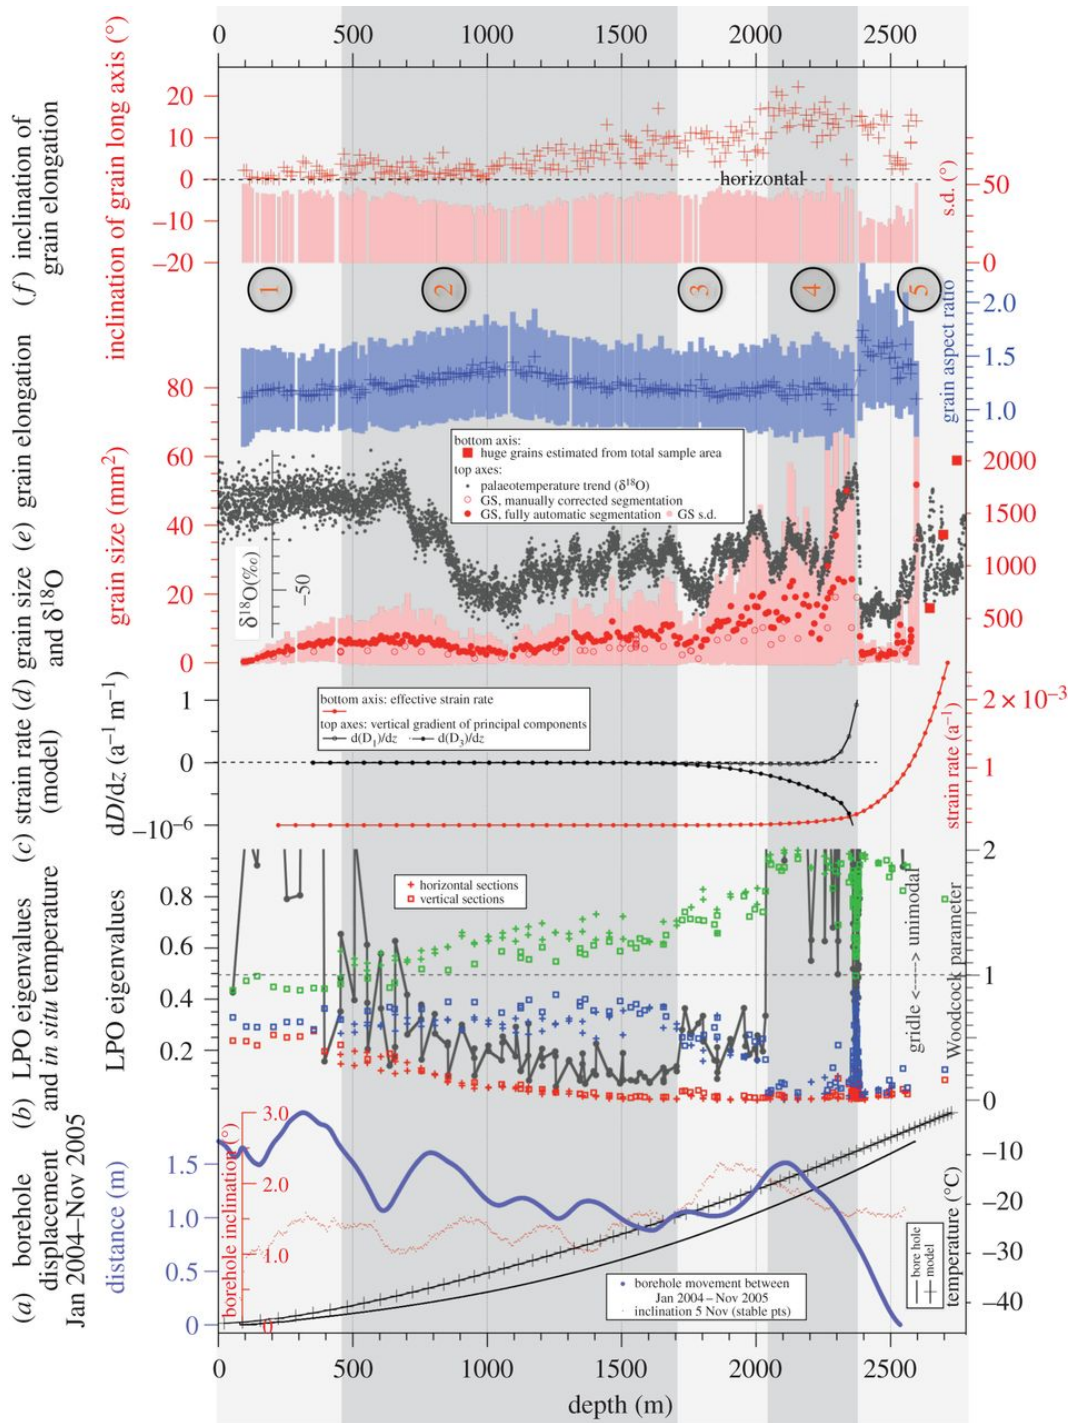 0 500 1000 1500 2000 2500
(f) inclination of
grain elongation
inclination of grain long axis (°)
20
10
0
−10
−20
horizontal
s.d. (°)
50
0
1 2 3 4 5
(e) grain elongation
grain aspect ratio
2.0
1.5
1.0
(d) grain size
and δ¹⁸O
grain size (mm²)
80
60
40
20
0
δ¹⁸O(‰)
−50
bottom axis:
huge grains estimated from total sample area
top axes:
palaeotemperature trend (δ¹⁸O)
GS, manually corrected segmentation
GS, fully automatic segmentation GS s.d.
2000
1500
1000
500
(c) strain rate
(model)
dD/dz (a⁻¹ m⁻¹)
1
0
−10⁻⁶
bottom axis: effective strain rate
top axes: vertical gradient of principal components
d(D₁)/dz d(D₃)/dz
strain rate (a⁻¹)
2 × 10⁻³
1
0
(b) LPO eigenvalues
and in situ temperature
LPO eigenvalues
0.8
0.6
0.4
0.2
horizontal sections
vertical sections
gridle <-----> unimodal
Woodcock parameter
2
1
0
(a) borehole
displacement
Jan 2004–Nov 2005
distance (m)
1.5
1.0
0.5
0
borehole inclination (°)
3.0
2.0
1.0
0
borehole movement between
Jan 2004 – Nov 2005
inclination 5 Nov (stable pts)
bore hole
model
temperature (°C)
−10
−20
−30
−40
0 500 1000 1500 2000 2500
depth (m)